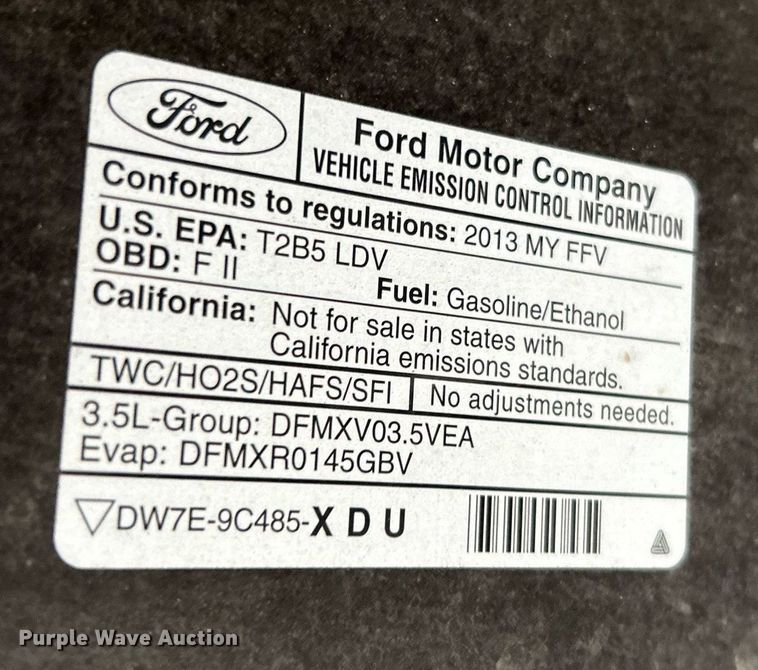 Ford
Ford Motor Company
VEHICLE EMISSION CONTROL INFORMATION
Conforms to regulations: 2013 MY FFV
U.S. EPA: T2B5 LDV
OBD: F II
Fuel: Gasoline/Ethanol
California: Not for sale in states with
California emissions standards.
TWC/HO2S/HAFS/SFI
No adjustments needed.
3.5L-Group: DFMXV03.5VEA
Evap: DFMXR0145GBV
DW7E-9C485-X D U
Purple Wave Auction